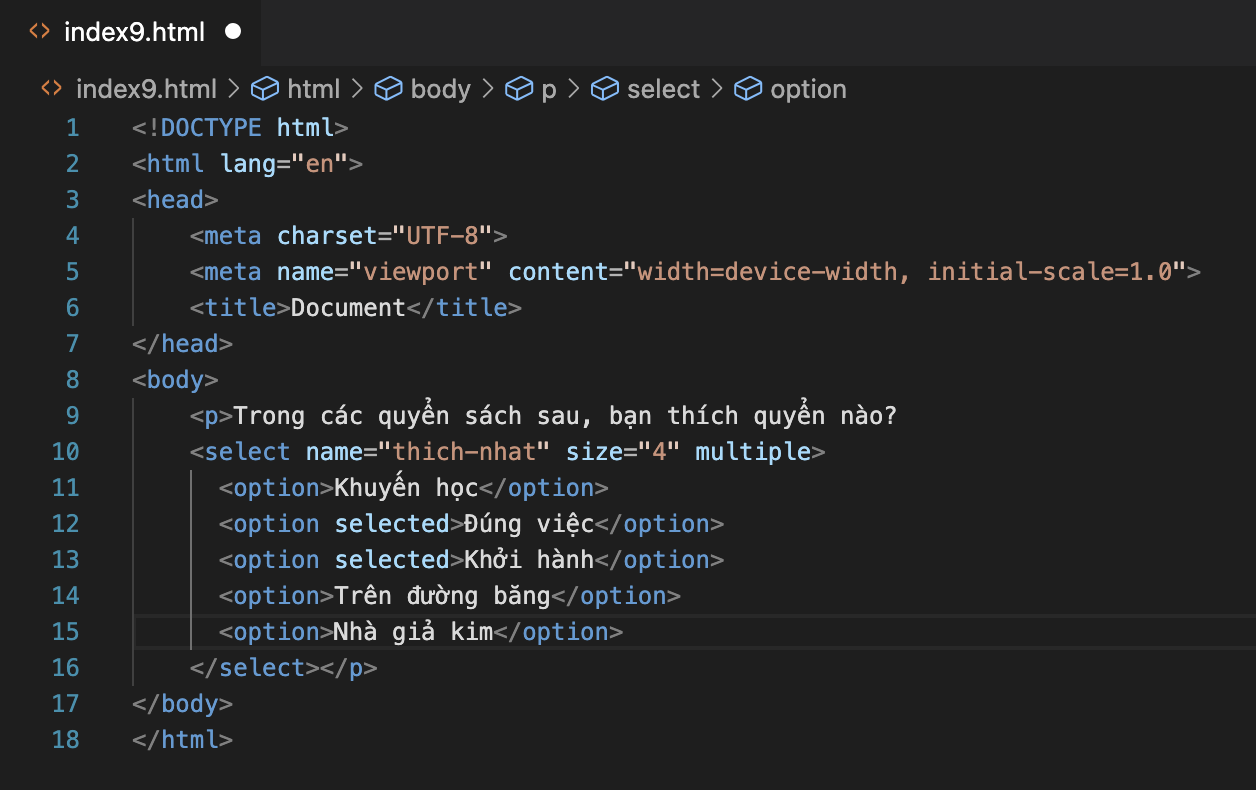 index9.html
index9.html > html > body > p > select > option
1 <!DOCTYPE html>
2 <html lang="en">
3 <head>
4 <meta charset="UTF-8">
5 <meta name="viewport" content="width=device-width, initial-scale=1.0">
6 <title>Document</title>
7 </head>
8 <body>
9 <p>Trong các quyển sách sau, bạn thích quyển nào?
10 <select name="thich-nhat" size="4" multiple>
11 <option>Khuyến học</option>
12 <option selected>Đúng việc</option>
13 <option selected>Khởi hành</option>
14 <option>Trên đường băng</option>
15 <option>Nhà giả kim</option>
16 </select></p>
17 </body>
18 </html>